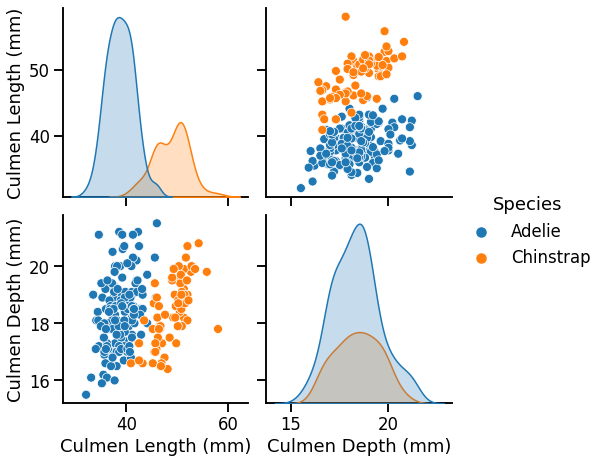 Culmen Length (mm)
50
40
Culmen Depth (mm)
20
18
16
40
60
Culmen Length (mm)
15
20
Culmen Depth (mm)
Species
Adelie
Chinstrap